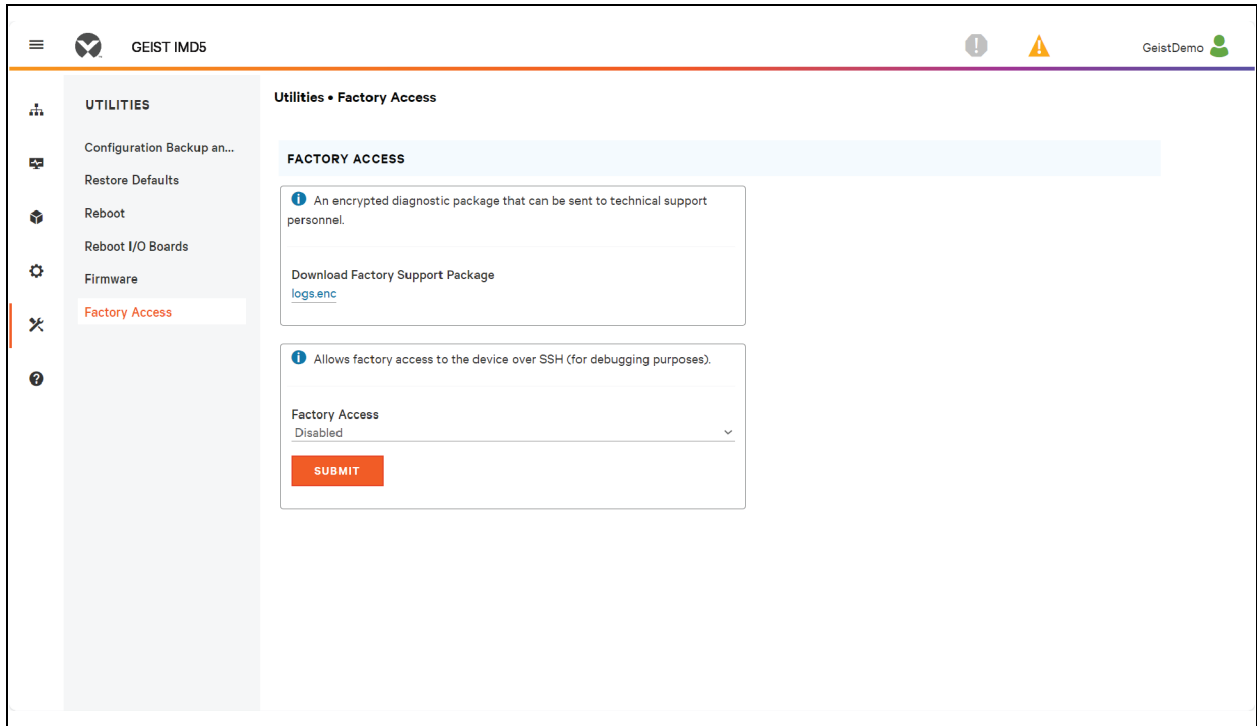 GEIST IMD5
GeistDemo
UTILITIES
Configuration Backup an...
Restore Defaults
Reboot
Reboot I/O Boards
Firmware
Factory Access
Utilities • Factory Access
FACTORY ACCESS
An encrypted diagnostic package that can be sent to technical support
personnel.
Download Factory Support Package
logs.enc
Allows factory access to the device over SSH (for debugging purposes).
Factory Access
Disabled
SUBMIT